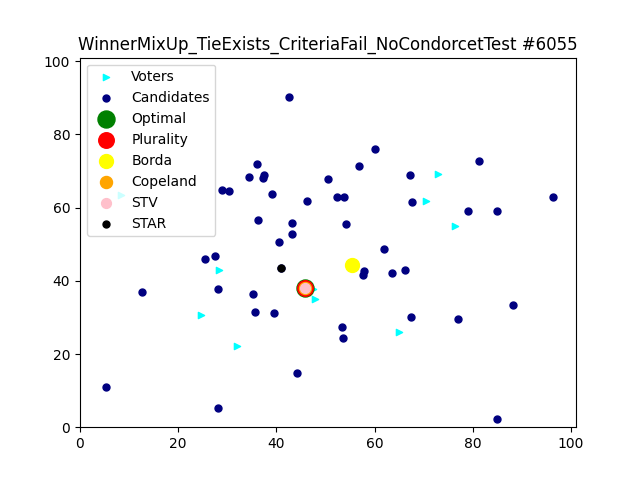 WinnerMixUp_TieExists_CriteriaFail_NoCondorcetTest #6055
100
80
60
40
20
0
0 20 40 60 80 100
Voters
Candidates
Optimal
Plurality
Borda
Copeland
STV
STAR